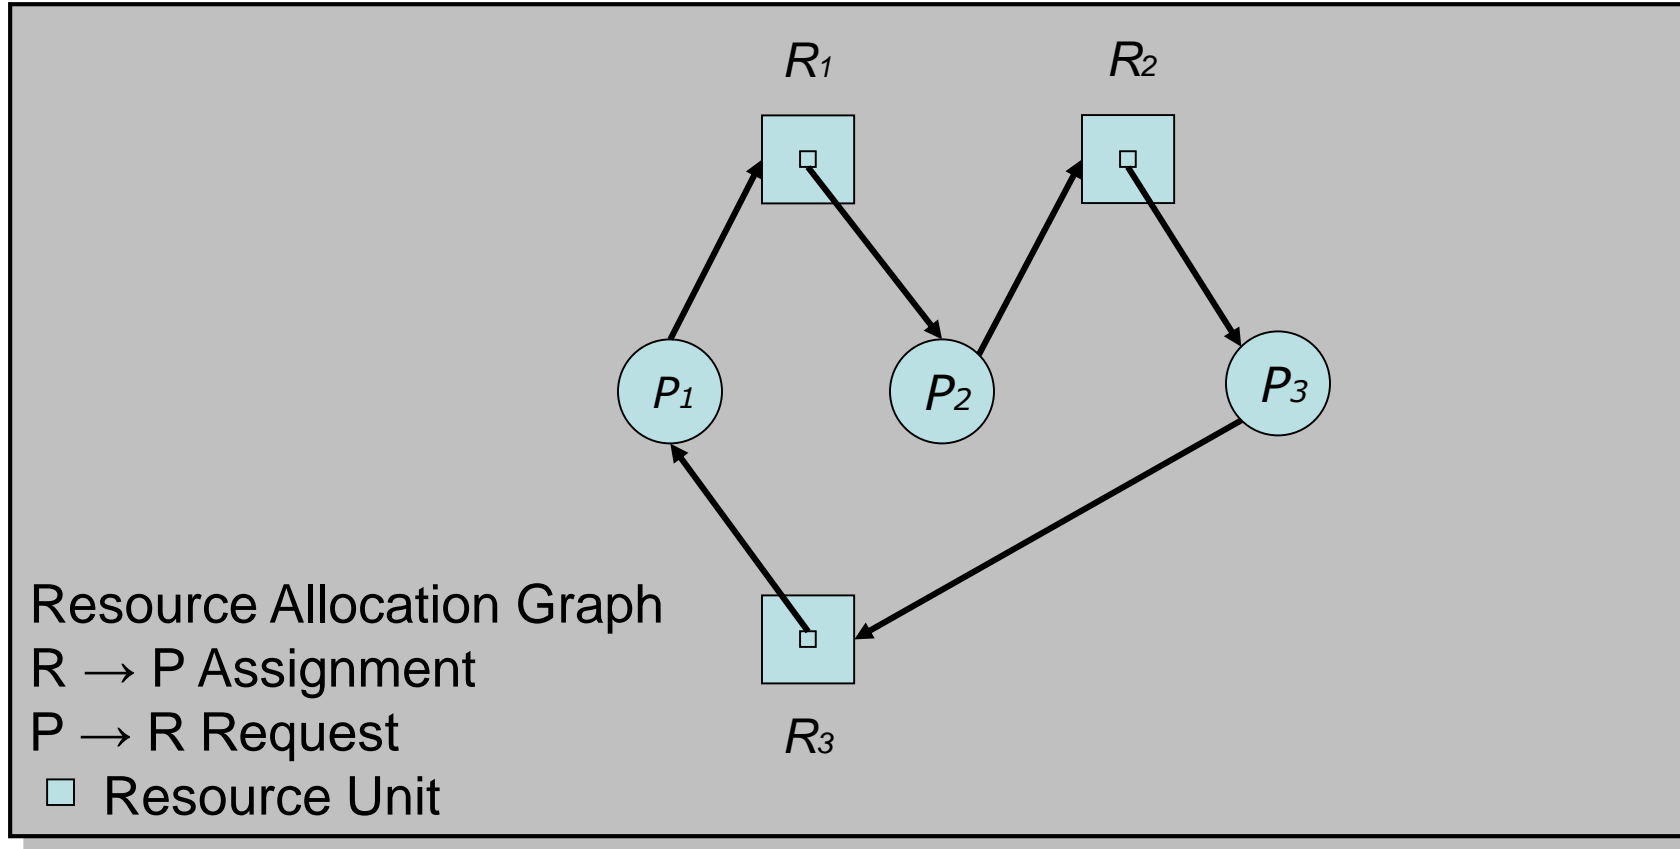 R1 R2
P1 P2 P3
Resource Allocation Graph
R → P Assignment
P → R Request
R3
Resource Unit